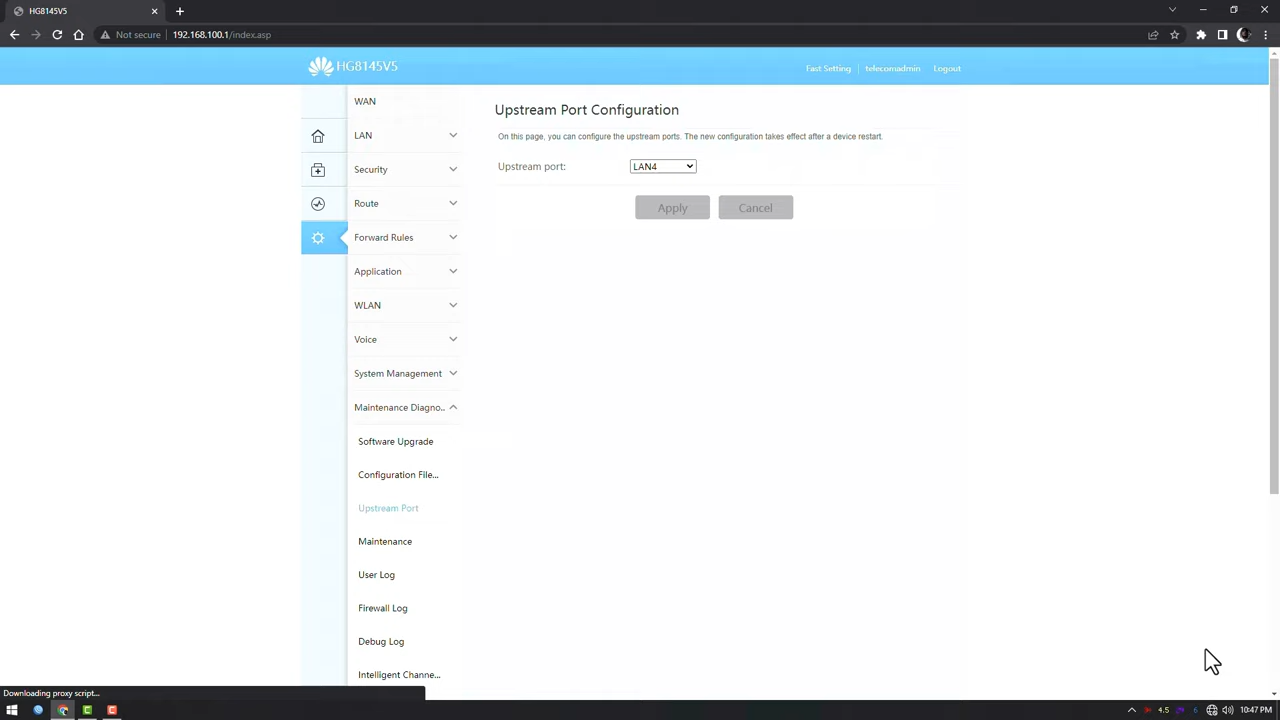 HG8145V5
Not secure 192.168.100.1/index.asp
HG8145V5
Fast Setting telecomadmin Logout
WAN
LAN
Security
Route
Forward Rules
Application
WLAN
Voice
System Management
Maintenance Diagno..
Software Upgrade
Configuration File...
Upstream Port
Maintenance
User Log
Firewall Log
Debug Log
Intelligent Channe...
Upstream Port Configuration
On this page, you can configure the upstream ports. The new configuration takes effect after a device restart.
Upstream port: LAN4
Apply Cancel
Downloading proxy script...
4.5 6 10:47 PM